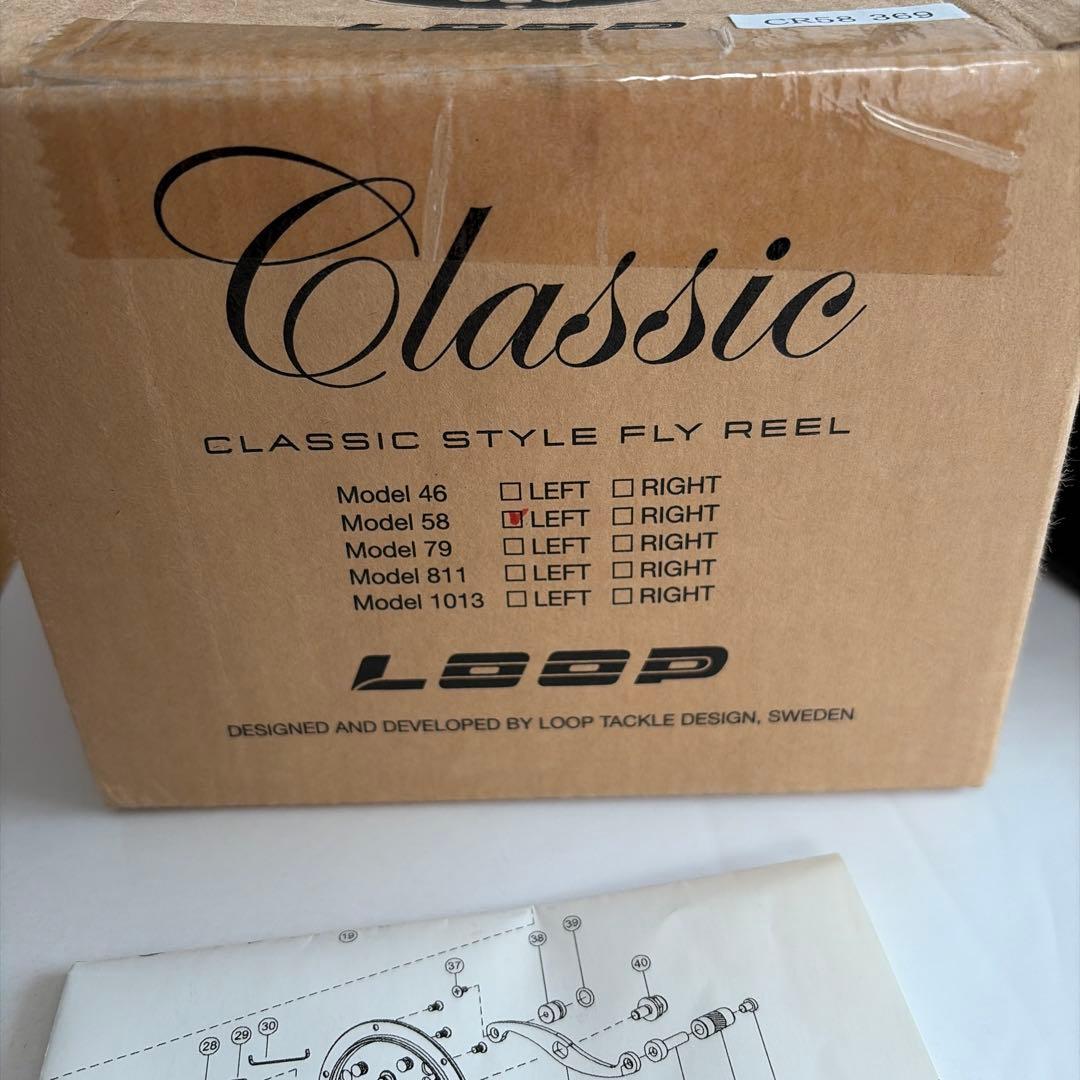 LOOP
CR58 369
Classic
CLASSIC STYLE FLY REEL
Model 46 LEFT RIGHT
Model 58 LEFT RIGHT
Model 79 LEFT RIGHT
Model 811 LEFT RIGHT
Model 1013 LEFT RIGHT
LOOP
DESIGNED AND DEVELOPED BY LOOP TACKLE DESIGN, SWEDEN
19
38
39
37
40
28
29
30